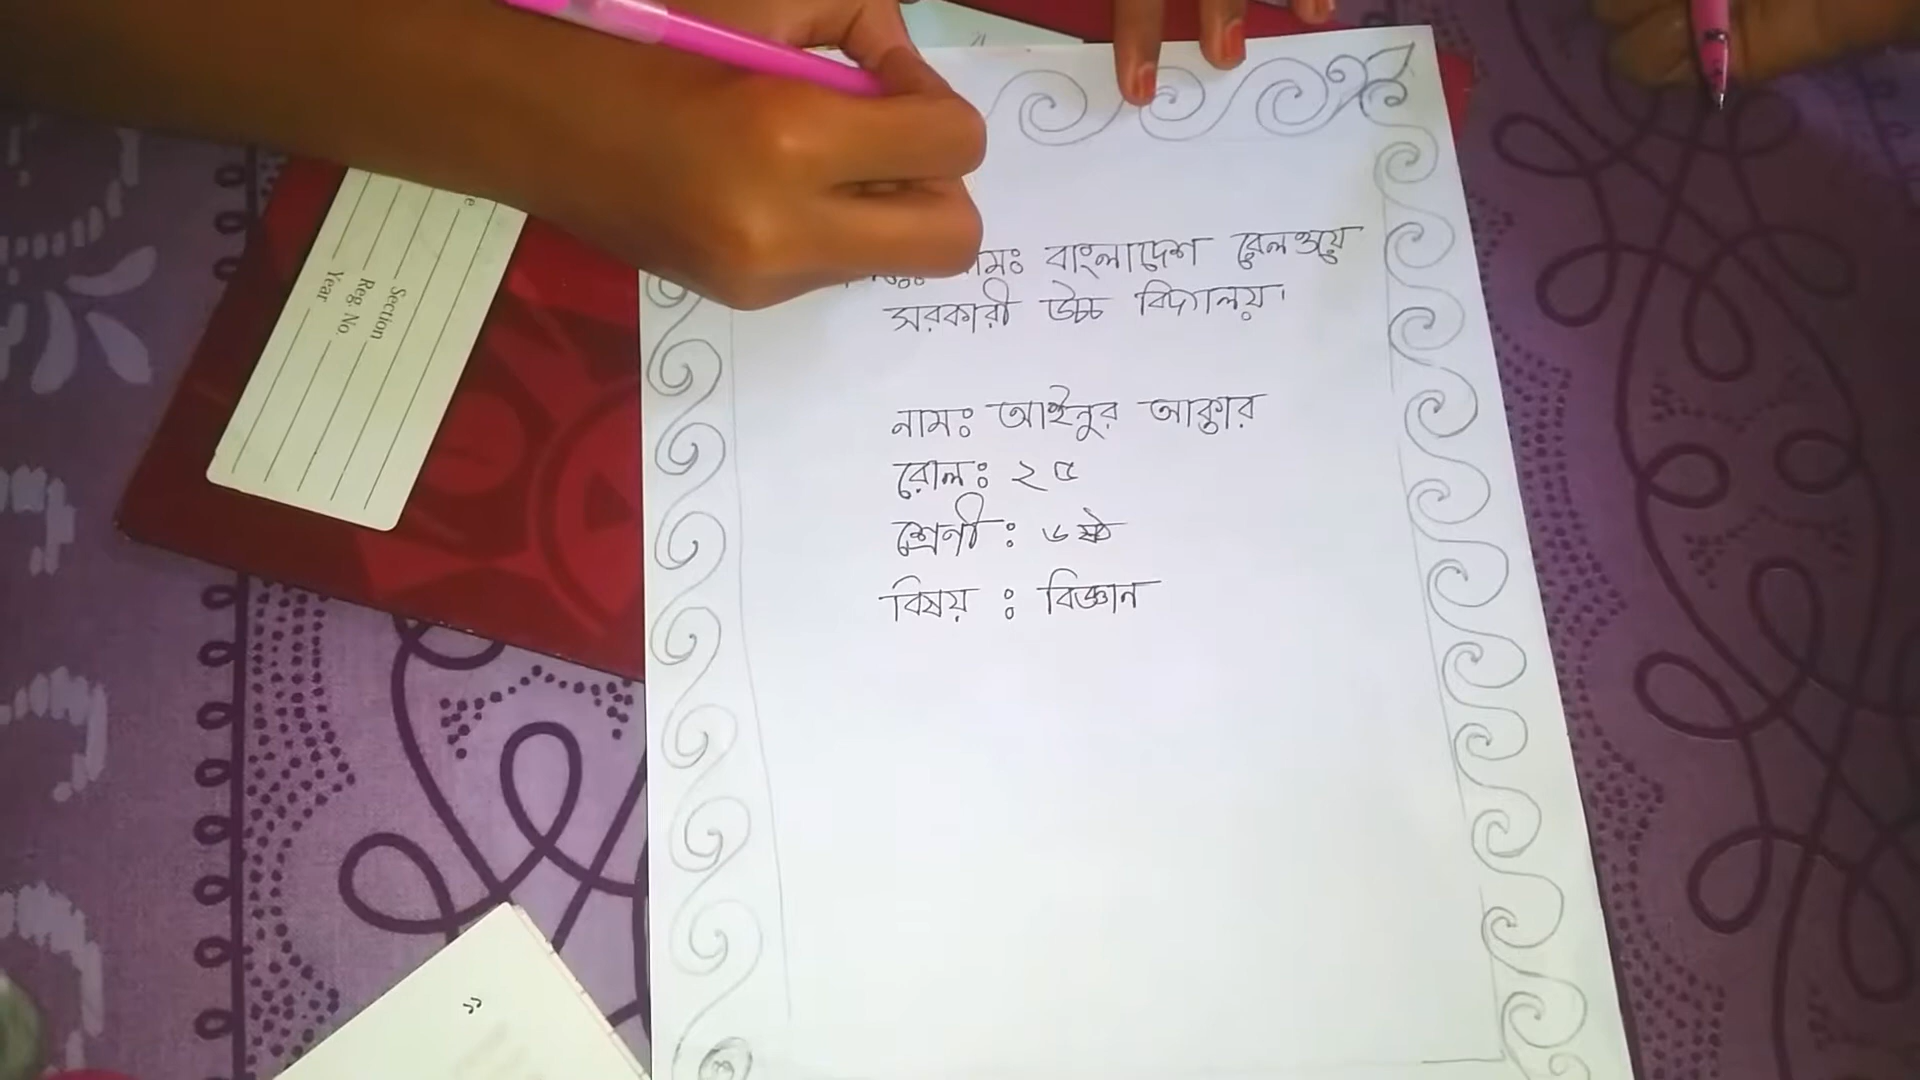 নামঃ বাংলাদেশ রেলওয়ে
সরকারী উচ্চ বিদ্যালয়।
নামঃ আইনুর আক্তার
রোলঃ ২৫
শ্রেণী : ৬ষ্ঠ
বিষয় : বিজ্ঞান
Section
Reg. No.
Year